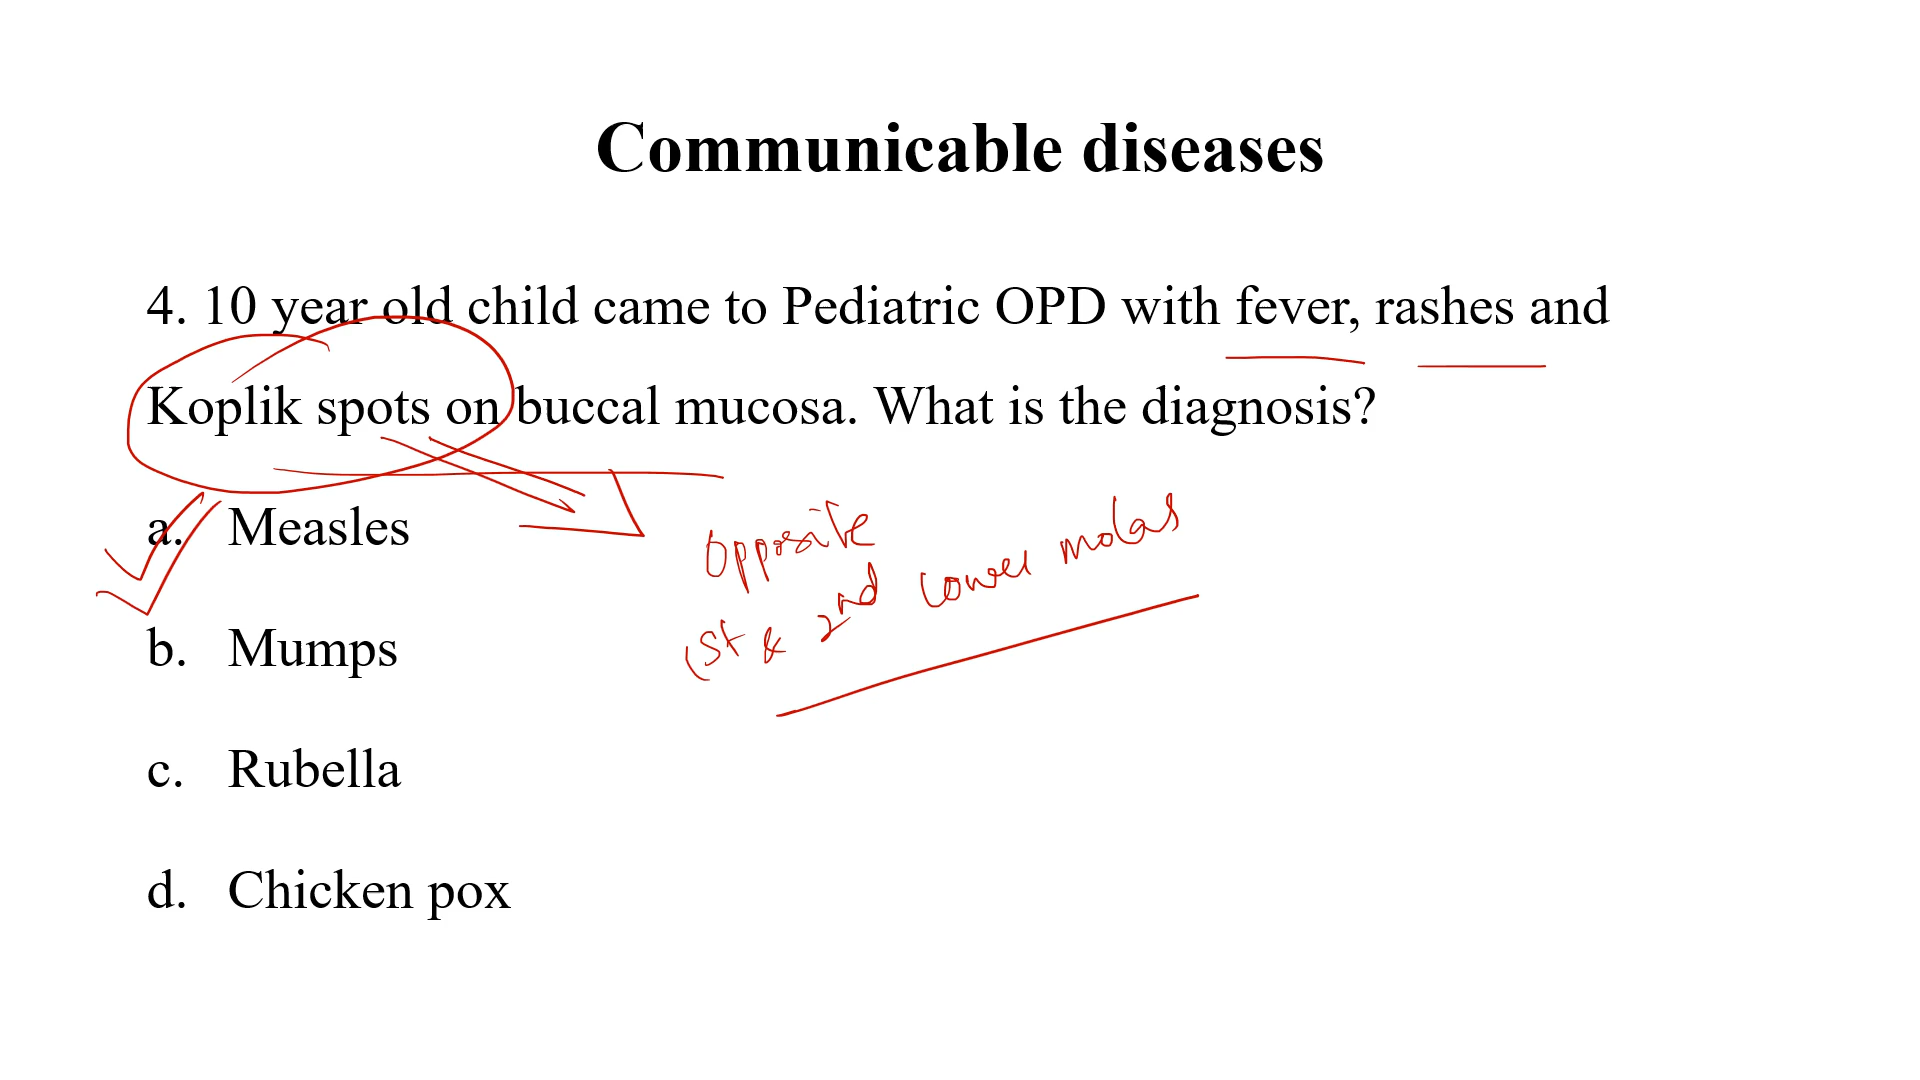 Communicable diseases
4. 10 year old child came to Pediatric OPD with fever, rashes and
Koplik spots on buccal mucosa. What is the diagnosis?
a. Measles
Opposite
1st & 2nd lower molas
b. Mumps
c. Rubella
d. Chicken pox